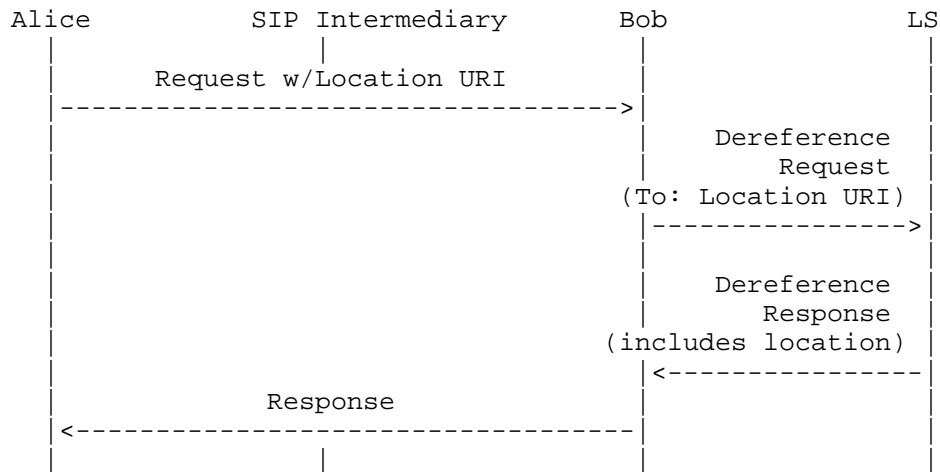 Alice SIP Intermediary Bob LS
Request w/Location URI
Dereference
Request
(To: Location URI)
Dereference
Response
(includes location)
Response